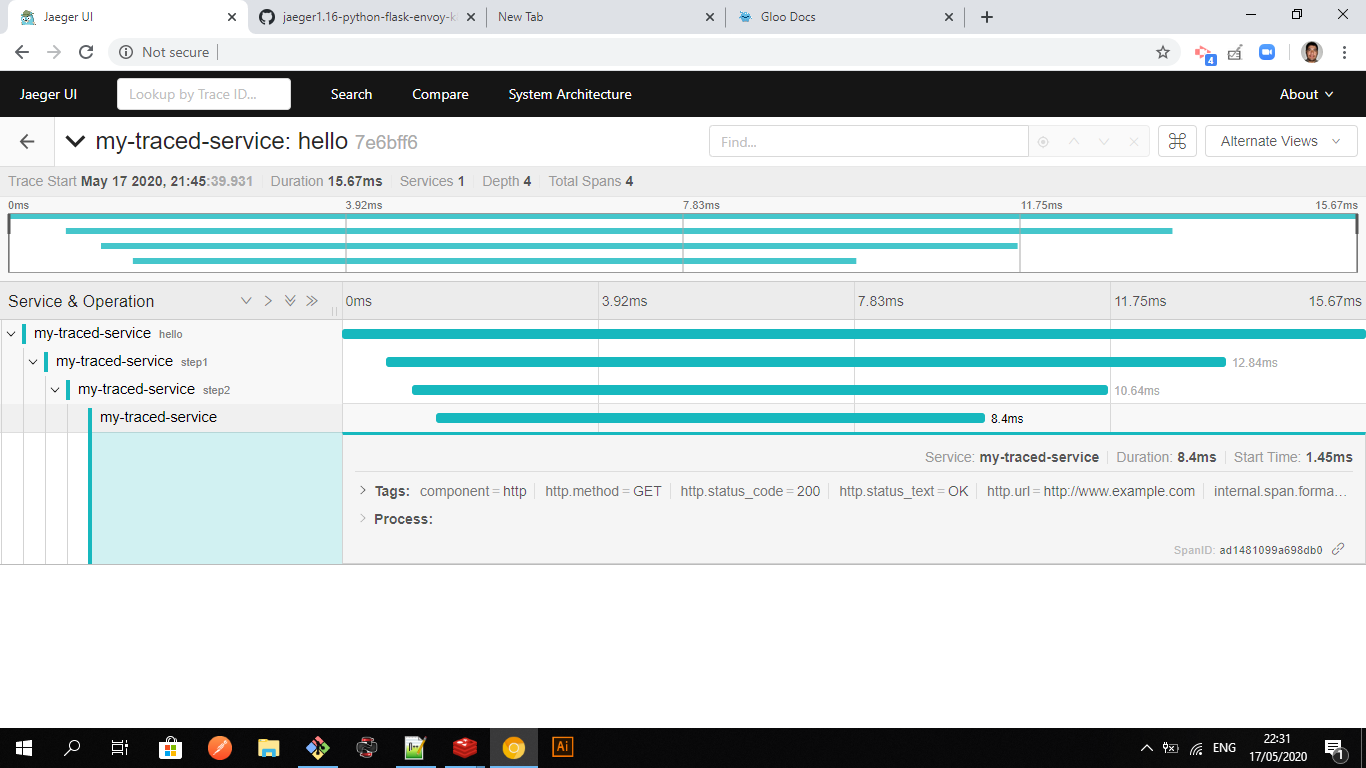 Jaeger UI
jaeger1.16-python-flask-envoy-k
New Tab
Gloo Docs
Not secure
4
Jaeger UI
Lookup by Trace ID...
Search
Compare
System Architecture
About
my-traced-service: hello 7e6bff6
Find...
Alternate Views
Trace Start May 17 2020, 21:45:39.931 Duration 15.67ms Services 1 Depth 4 Total Spans 4
0ms 3.92ms 7.83ms 11.75ms 15.67ms
Service & Operation 0ms 3.92ms 7.83ms 11.75ms 15.67ms
my-traced-service hello
my-traced-service step1 12.84ms
my-traced-service step2 10.64ms
my-traced-service 8.4ms
Service: my-traced-service Duration: 8.4ms Start Time: 1.45ms
Tags: component = http http.method = GET http.status_code = 200 http.status_text = OK http.url = http://www.example.com internal.span.forma...
Process:
SpanID: ad1481099a698db0
Ai
ENG
22:31
17/05/2020
1